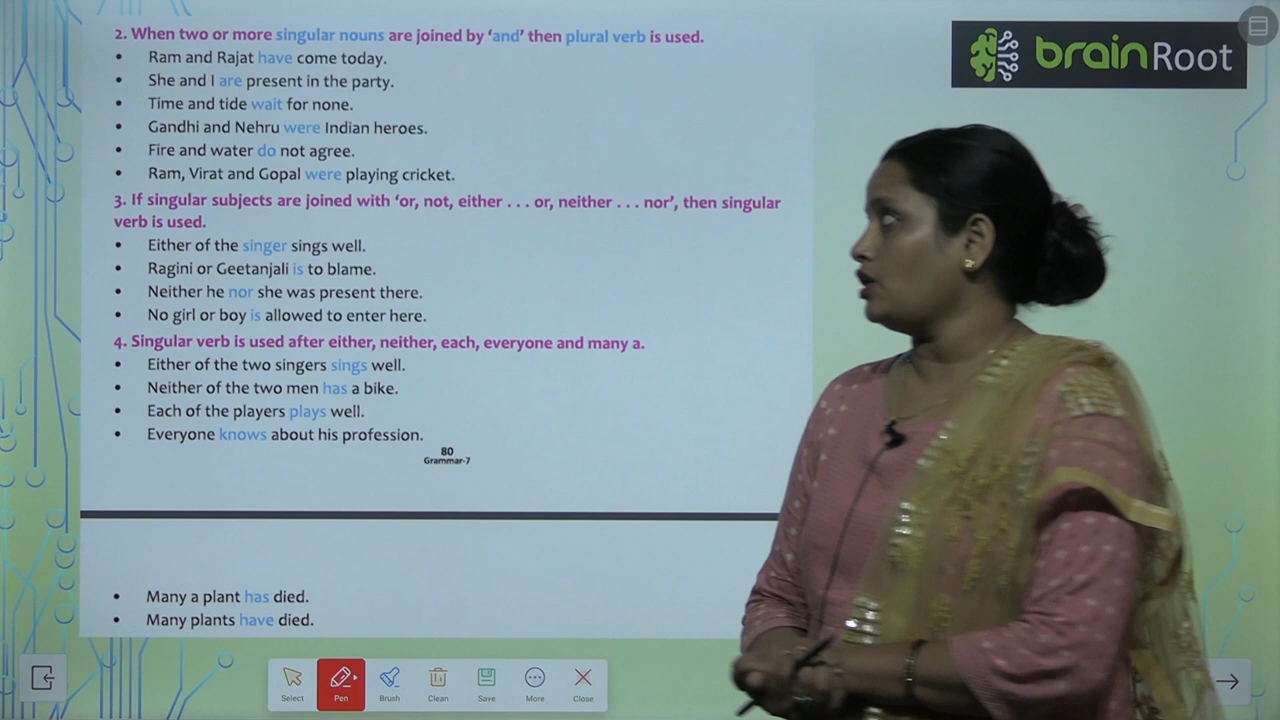 2. When two or more singular nouns are joined by ‘and’ then plural verb is used.
• Ram and Rajat have come today.
• She and I are present in the party.
• Time and tide wait for none.
• Gandhi and Nehru were Indian heroes.
• Fire and water do not agree.
• Ram, Virat and Gopal were playing cricket.
3. If singular subjects are joined with ‘or, not, either . . . or, neither . . . nor’, then singular
verb is used.
• Either of the singer sings well.
• Ragini or Geetanjali is to blame.
• Neither he nor she was present there.
• No girl or boy is allowed to enter here.
4. Singular verb is used after either, neither, each, everyone and many a.
• Either of the two singers sings well.
• Neither of the two men has a bike.
• Each of the players plays well.
• Everyone knows about his profession.
80
Grammar-7
• Many a plant has died.
• Many plants have died.
brainRoot
Select Pen Brush Clean Save More Close